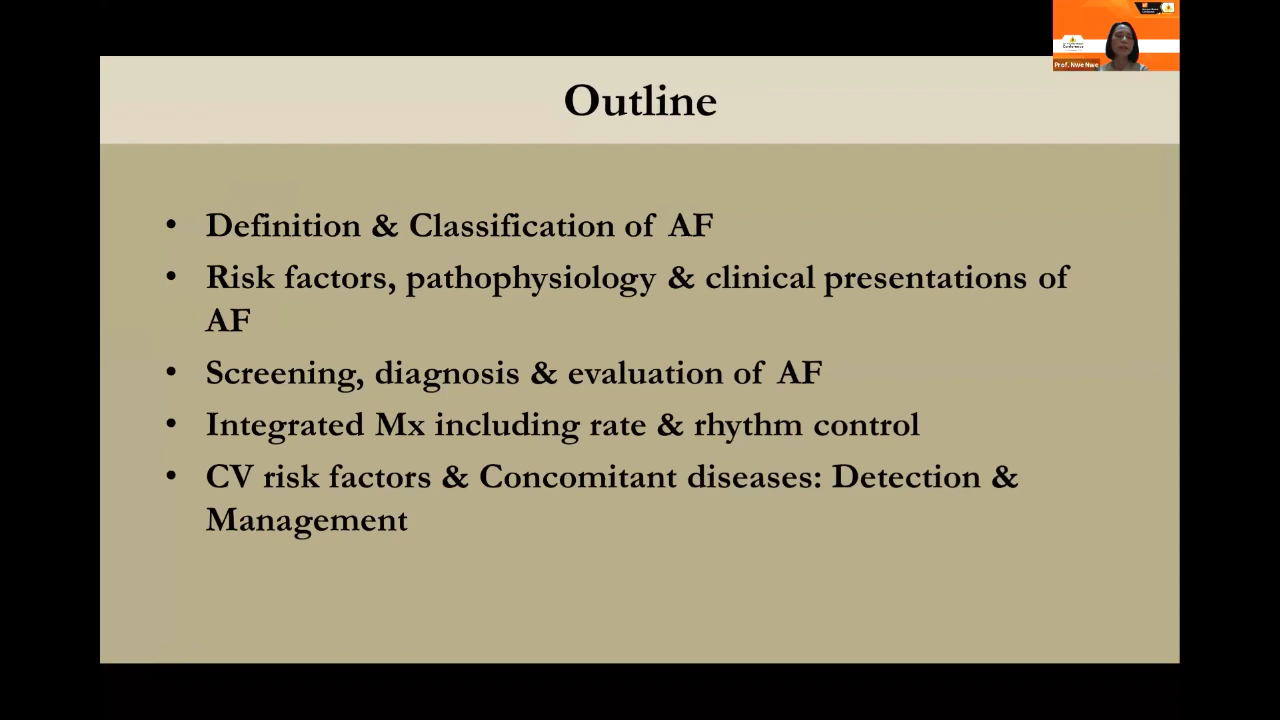 Conference
Prof. Nwe Nwe
Outline
• Definition & Classification of AF
• Risk factors, pathophysiology & clinical presentations of
AF
• Screening, diagnosis & evaluation of AF
• Integrated Mx including rate & rhythm control
• CV risk factors & Concomitant diseases: Detection &
Management